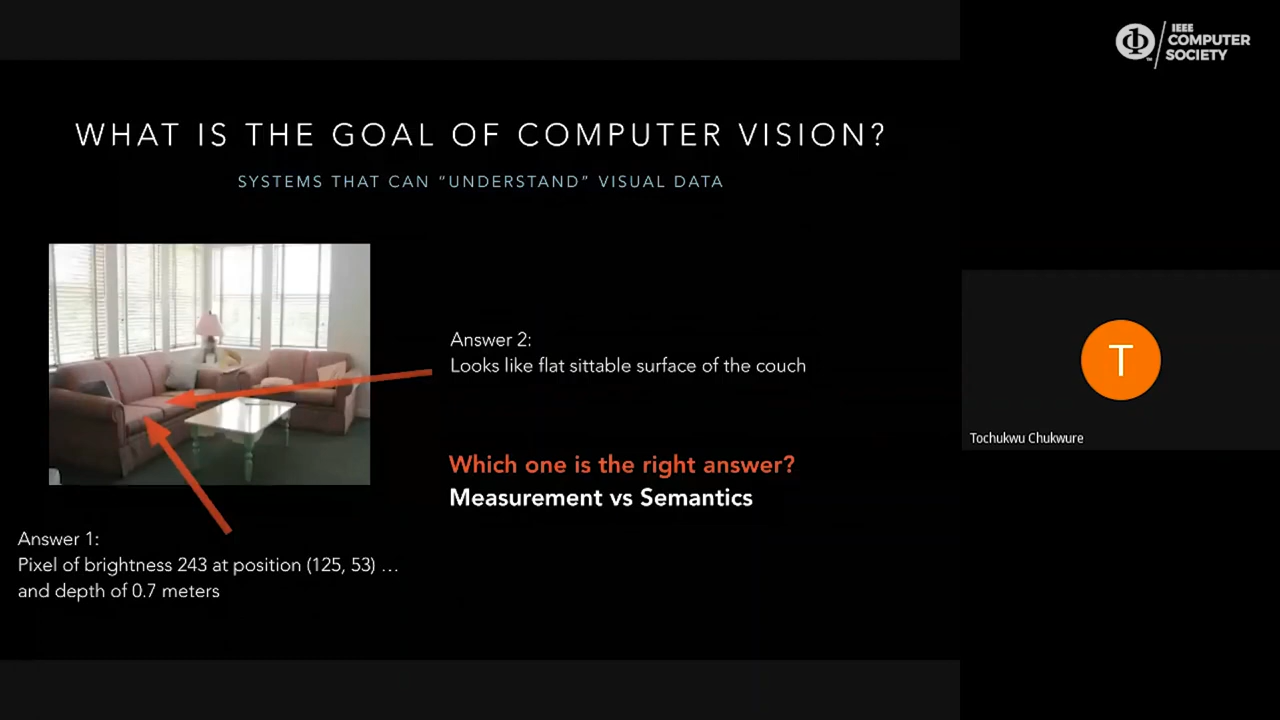 IEEE
COMPUTER
SOCIETY
WHAT IS THE GOAL OF COMPUTER VISION?
SYSTEMS THAT CAN “UNDERSTAND” VISUAL DATA
Answer 2:
Looks like flat sittable surface of the couch
Which one is the right answer?
Measurement vs Semantics
Answer 1:
Pixel of brightness 243 at position (125, 53) ...
and depth of 0.7 meters
T
Tochukwu Chukwure